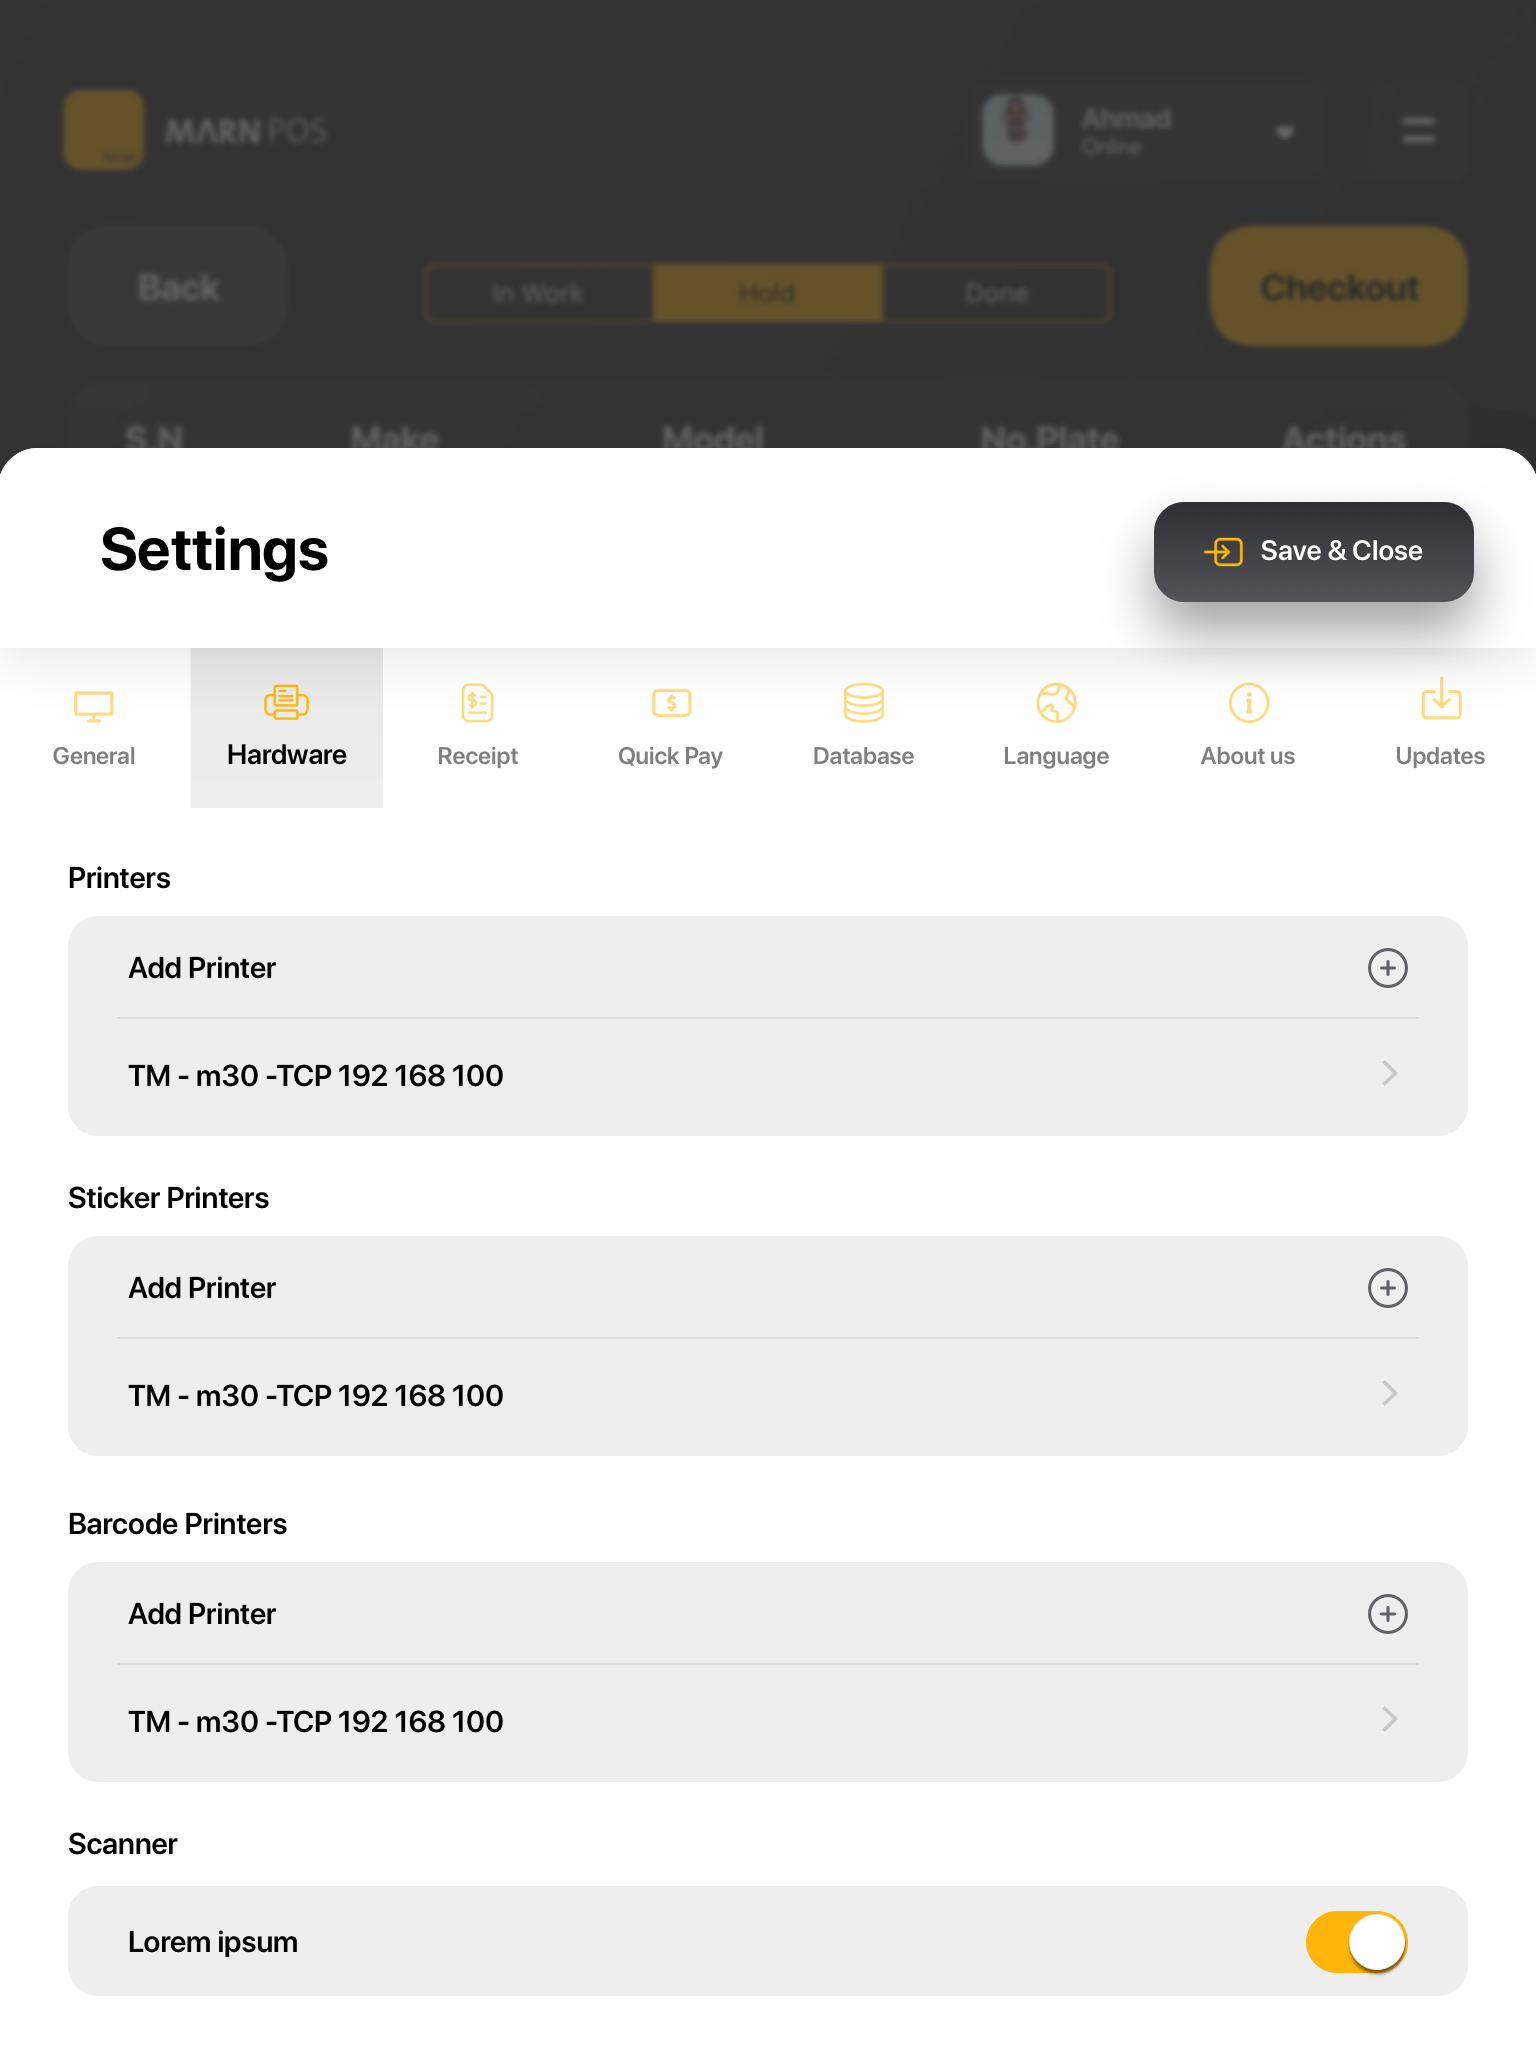 MARN POS
Ahmad
Online
Back
In Work
Hold
Done
Checkout
S.N
Make
Model
No.Plate
Actions
Settings
Save & Close
General
Hardware
Receipt
Quick Pay
Database
Language
About us
Updates
Printers
Add Printer
TM - m30 -TCP 192 168 100
Sticker Printers
Add Printer
TM - m30 -TCP 192 168 100
Barcode Printers
Add Printer
TM - m30 -TCP 192 168 100
Scanner
Lorem ipsum